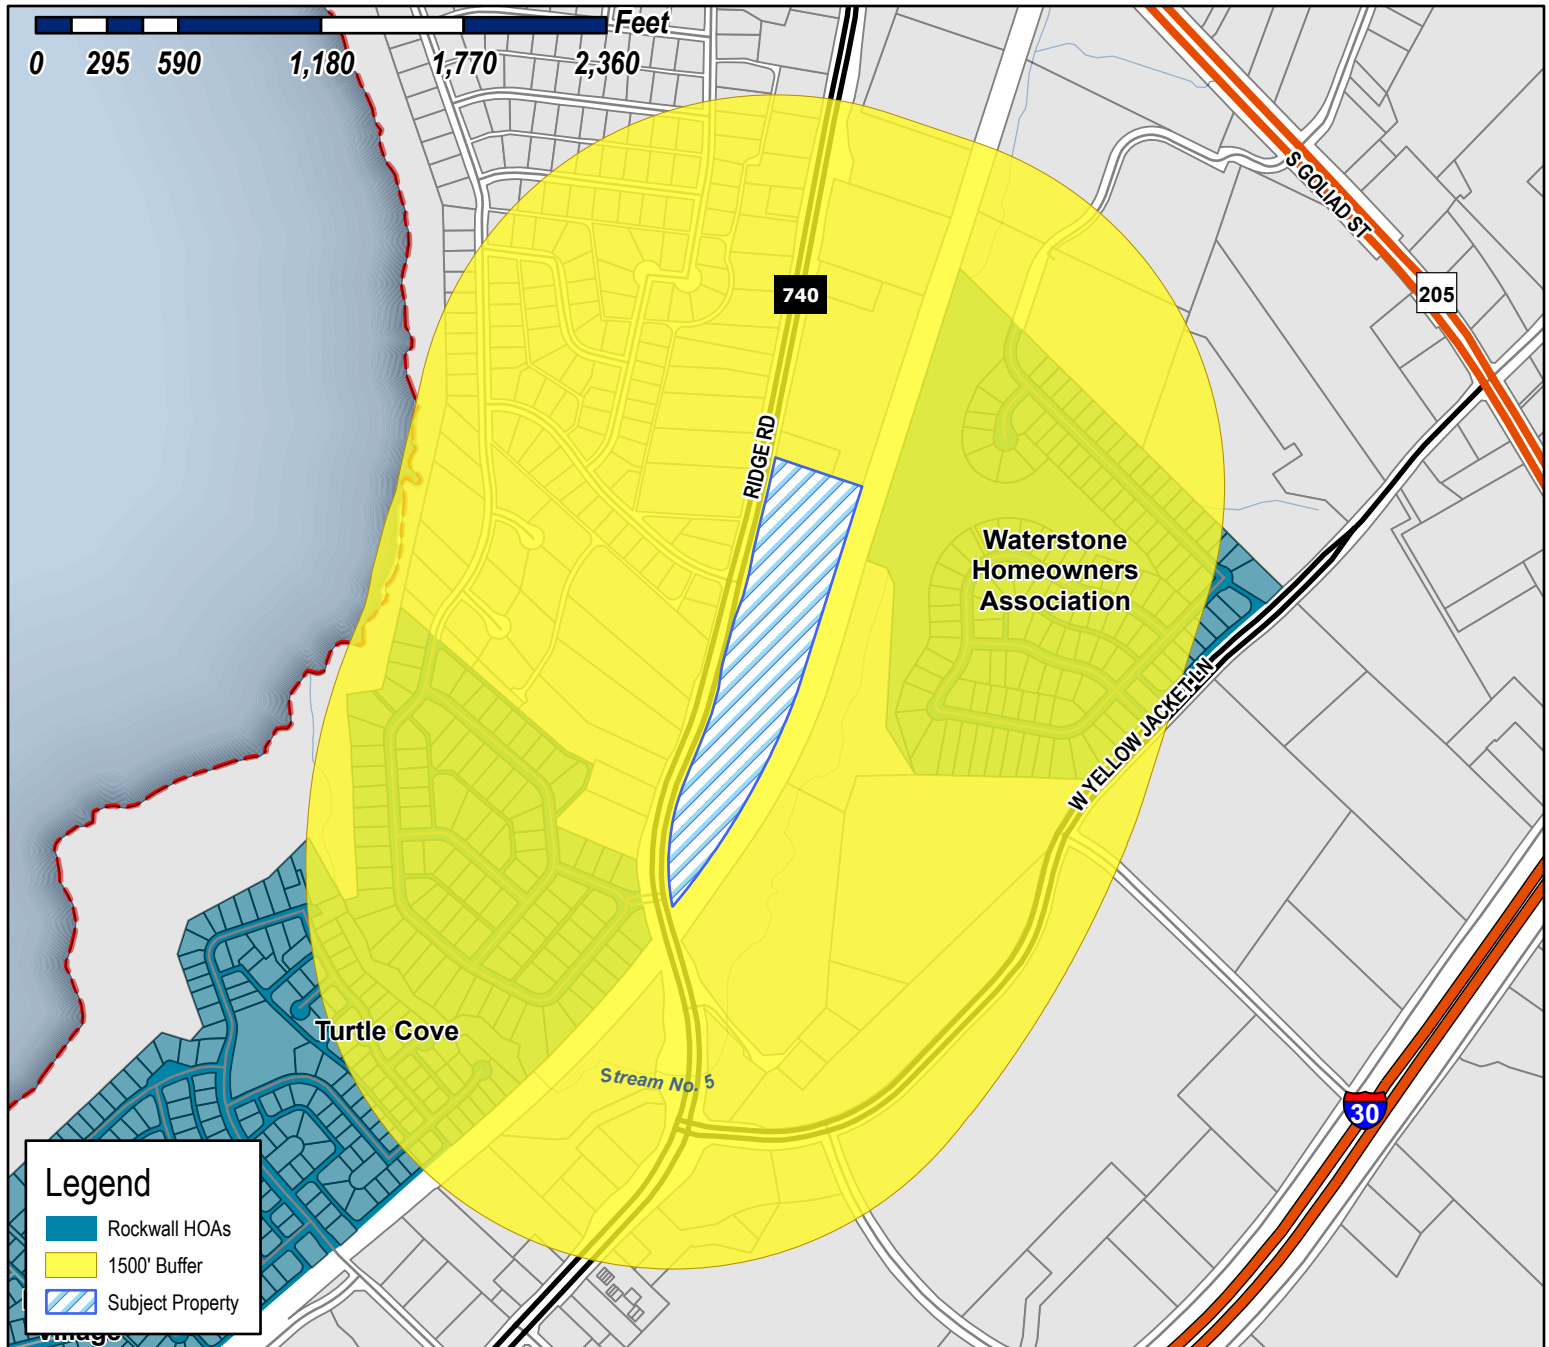 Feet
0 295 590 1,180 1,770 2,360
S GOLIAD ST
205
740
RIDGE RD
Waterstone
Homeowners
Association
W YELLOW JACKET LN
Turtle Cove
Stream No. 5
30
Legend
Rockwall HOAs
1500' Buffer
Subject Property
Village